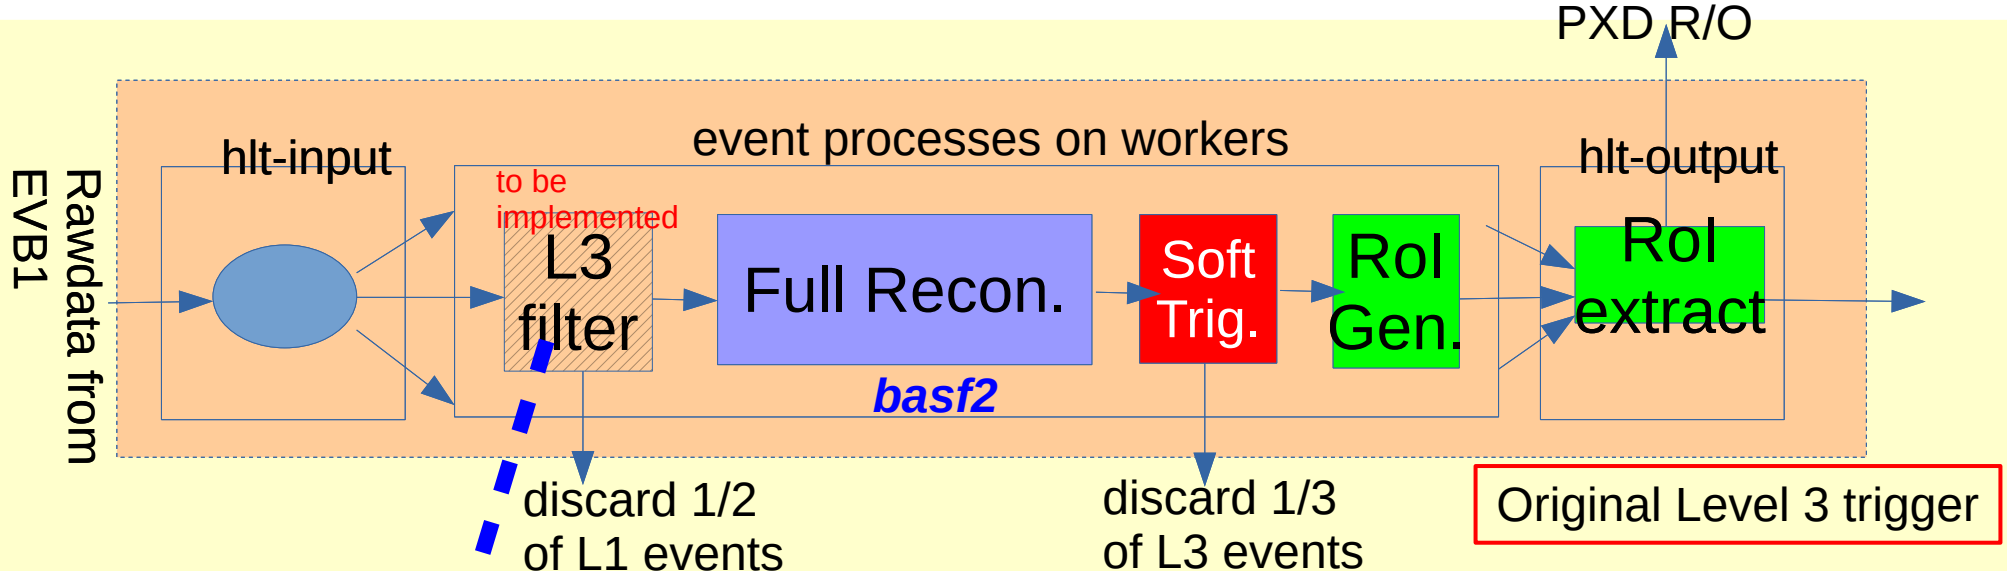 PXD R/O
event processes on workers
hlt-input
hlt-output
Rawdata from
EVB1
to be
implemented
L3
filter
Full Recon.
Soft
Trig.
RoI
Gen.
RoI
extract
basf2
discard 1/2
of L1 events
discard 1/3
of L3 events
Original Level 3 trigger